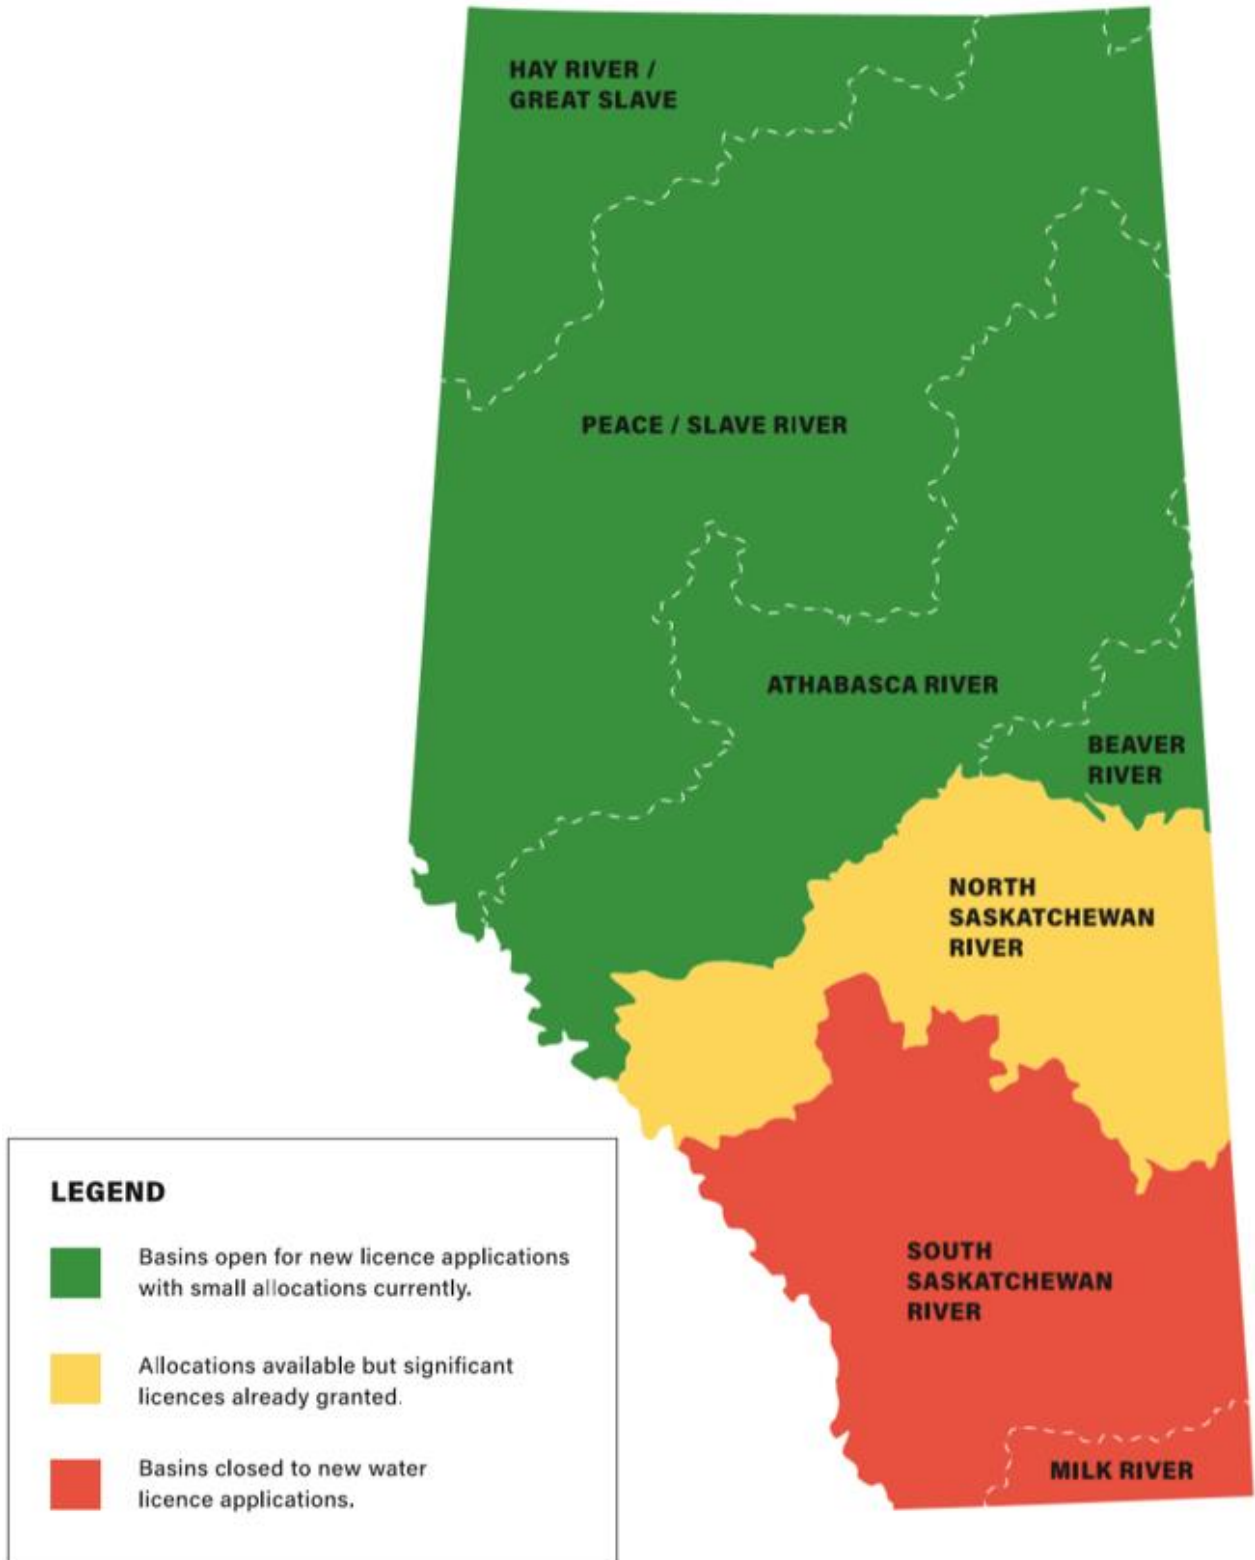 HAY RIVER /
GREAT SLAVE
PEACE / SLAVE RIVER
ATHABASCA RIVER
BEAVER
RIVER
NORTH
SASKATCHEWAN
RIVER
SOUTH
SASKATCHEWAN
RIVER
MILK RIVER
LEGEND
Basins open for new licence applications
with small allocations currently.
Allocations available but significant
licences already granted.
Basins closed to new water
licence applications.